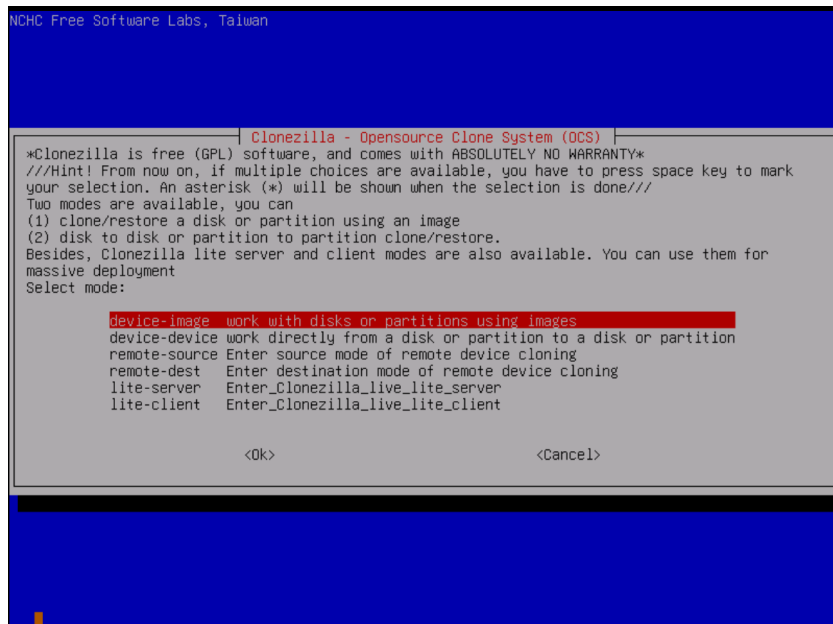 NCHC Free Software Labs, Taiwan
Clonezilla - Opensource Clone System (OCS)
*Clonezilla is free (GPL) software, and comes with ABSOLUTELY NO WARRANTY*
///Hint! From now on, if multiple choices are available, you have to press space key to mark
your selection. An asterisk (*) will be shown when the selection is done///
Two modes are available, you can
(1) clone/restore a disk or partition using an image
(2) disk to disk or partition to partition clone/restore.
Besides, Clonezilla lite server and client modes are also available. You can use them for
massive deployment
Select mode:
device-image work with disks or partitions using images
device-device work directly from a disk or partition to a disk or partition
remote-source Enter source mode of remote device cloning
remote-dest Enter destination mode of remote device cloning
lite-server Enter_Clonezilla_live_lite_server
lite-client Enter_Clonezilla_live_lite_client
<Ok> <Cancel>